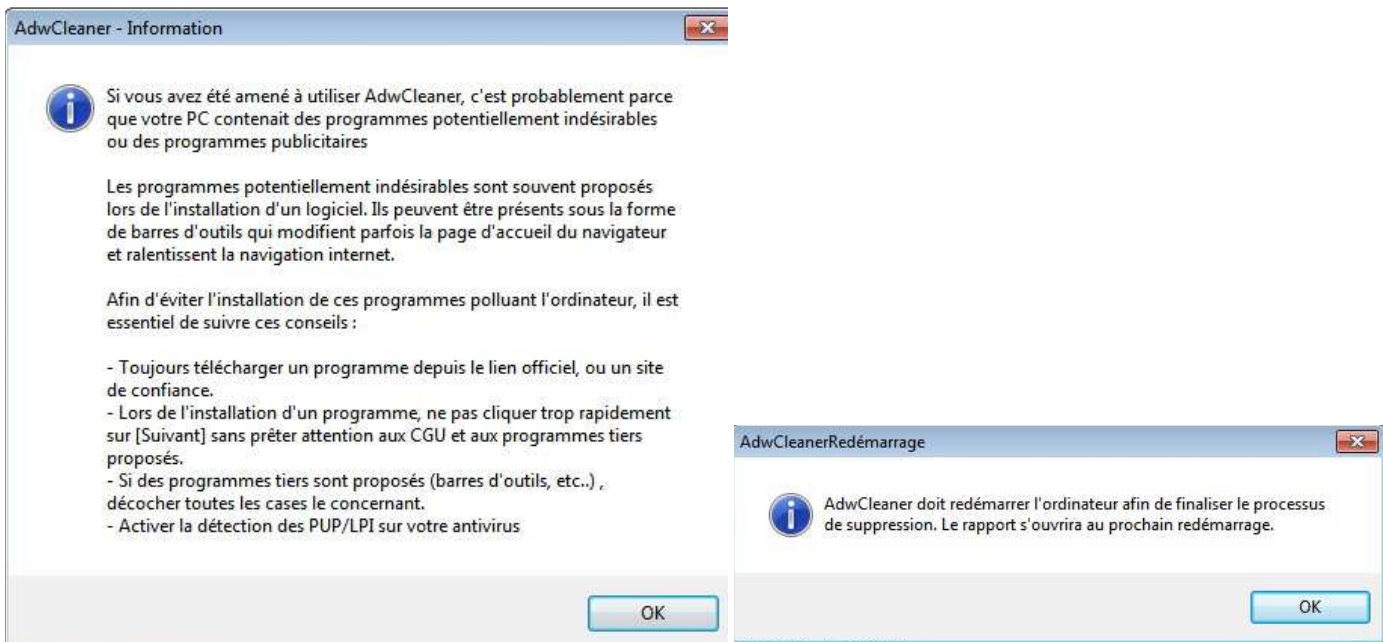 AdwCleaner - Information
Si vous avez été amené à utiliser AdwCleaner, c'est probablement parce
que votre PC contenait des programmes potentiellement indésirables
ou des programmes publicitaires
Les programmes potentiellement indésirables sont souvent proposés
lors de l'installation d'un logiciel. Ils peuvent être présents sous la forme
de barres d'outils qui modifient parfois la page d'accueil du navigateur
et ralentissent la navigation internet.
Afin d'éviter l'installation de ces programmes polluant l'ordinateur, il est
essentiel de suivre ces conseils :
- Toujours télécharger un programme depuis le lien officiel, ou un site
de confiance.
- Lors de l'installation d'un programme, ne pas cliquer trop rapidement
sur [Suivant] sans prêter attention aux CGU et aux programmes tiers
proposés.
- Si des programmes tiers sont proposés (barres d'outils, etc..) ,
décocher toutes les cases le concernant.
- Activer la détection des PUP/LPI sur votre antivirus
OK
AdwCleanerRedémarrage
AdwCleaner doit redémarrer l'ordinateur afin de finaliser le processus
de suppression. Le rapport s'ouvrira au prochain redémarrage.
OK